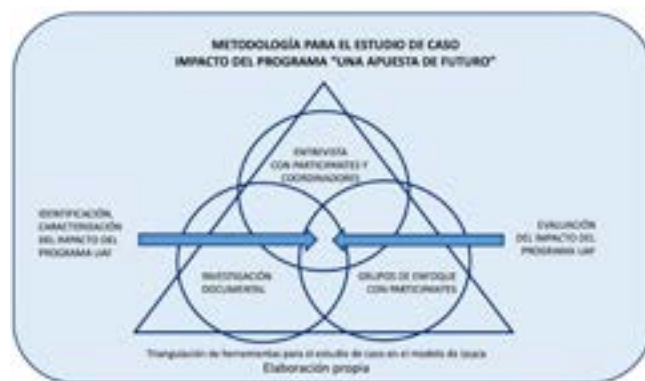 METODOLOGÍA PARA EL ESTUDIO DE CASO
IMPACTO DEL PROGRAMA "UNA APUESTA DE FUTURO"
ENTREVISTA
CON PARTICIPANTES Y
COORDINADORES
IDENTIFICACIÓN,
CARACTERIZACIÓN
DEL IMPACTO DEL
PROGRAMA UAF
EVALUACIÓN
DEL IMPACTO DEL
PROGRAMA UAF
INVESTIGACIÓN
DOCUMENTAL
GRUPOS DE ENFOQUE
CON PARTICIPANTES
Triangulación de herramientas para el estudio de caso en el modelo de
Elaboración propia